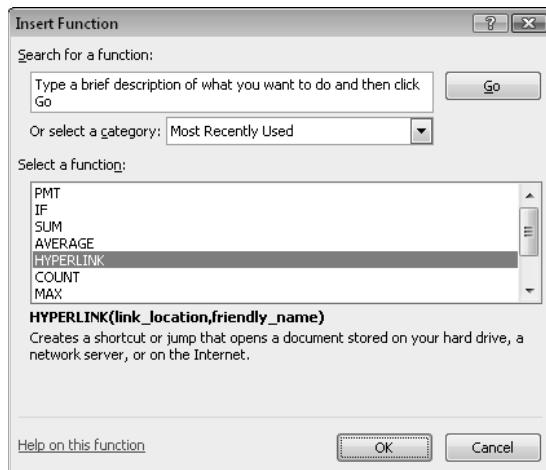 Insert Function
?
Search for a function:
Type a brief description of what you want to do and then click
Go
Go
Or select a category: Most Recently Used
Select a function:
PMT
IF
SUM
AVERAGE
HYPERLINK
COUNT
MAX
HYPERLINK(link_location,friendly_name)
Creates a shortcut or jump that opens a document stored on your hard drive, a
network server, or on the Internet.
Help on this function
OK
Cancel